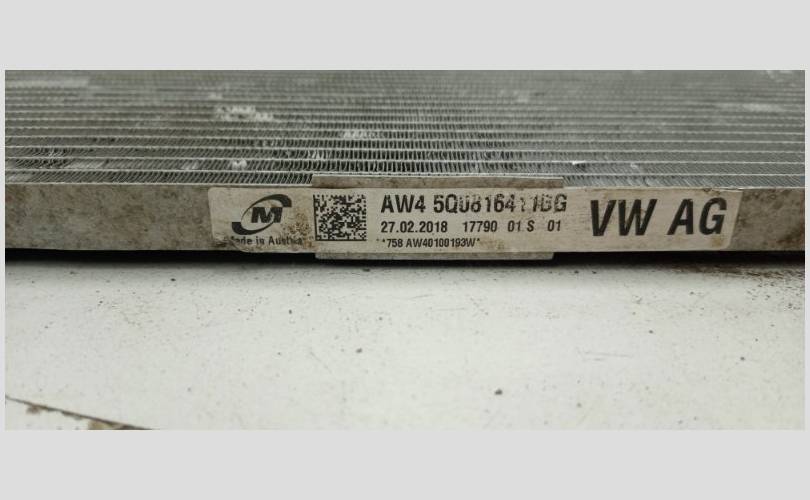 M
AW4 5Q0816411BG
VW AG
Made in Austria
27.02.2018 17790 01 S 01
*758 AW40100193W*